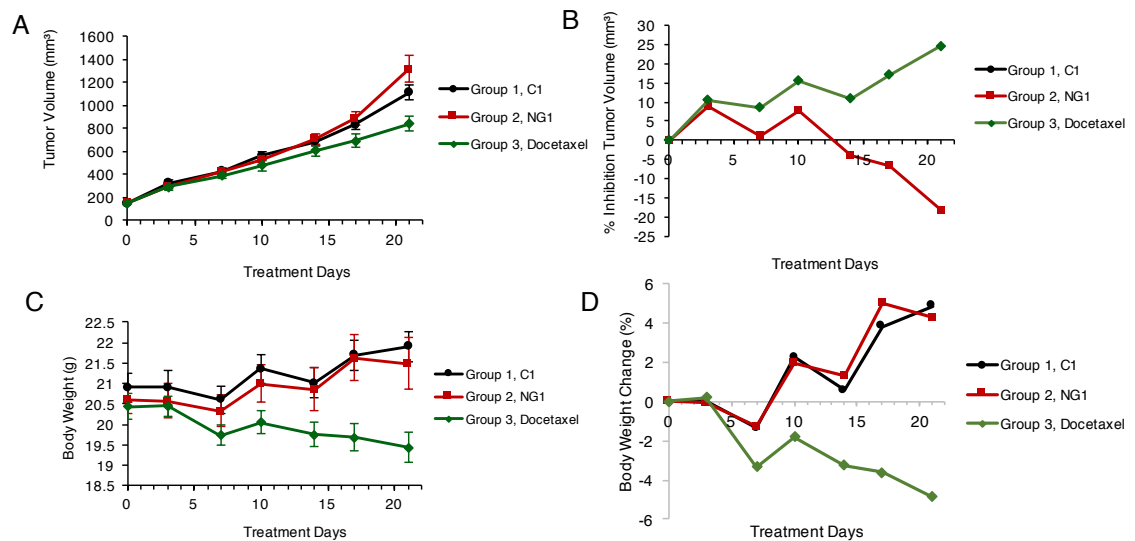 A
Tumor Volume (mm³)
1600
1400
1200
1000
800
600
400
200
0
0 5 10 15 20
Treatment Days
Group 1, C1
Group 2, NG1
Group 3, Docetaxel
B
% Inhibition Tumor Volume (mm³)
30
25
20
15
10
5
0
-5
-10
-15
-20
-25
0 5 10 15 20
Treatment Days
Group 1, C1
Group 2, NG1
Group 3, Docetaxel
C
Body Weight (g)
22.5
22
21.5
21
20.5
20
19.5
19
18.5
0 5 10 15 20
Treatment Days
Group 1, C1
Group 2, NG1
Group 3, Docetaxel
D
Body Weight Change (%)
6
4
2
0
-2
-4
-6
0 5 10 15 20
Treatment Days
Group 1, C1
Group 2, NG1
Group 3, Docetaxel